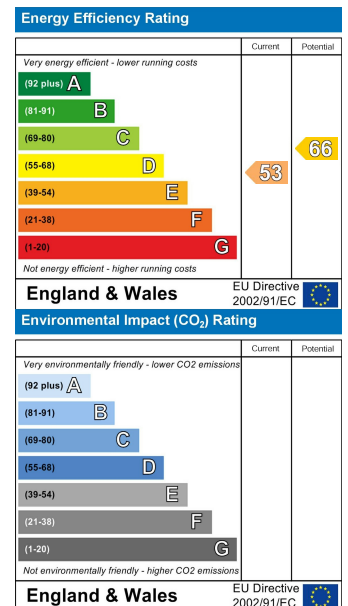 Energy Efficiency Rating
Current Potential
Very energy efficient - lower running costs
(92 plus) A
(81-91) B
(69-80) C
(55-68) D
(39-54) E
(21-38) F
(1-20) G
53
66
Not energy efficient - higher running costs
England & Wales
EU Directive
2002/91/EC
Environmental Impact (CO₂) Rating
Current Potential
Very environmentally friendly - lower CO2 emissions
(92 plus) A
(81-91) B
(69-80) C
(55-68) D
(39-54) E
(21-38) F
(1-20) G
Not environmentally friendly - higher CO2 emissions
England & Wales
EU Directive
2002/91/EC